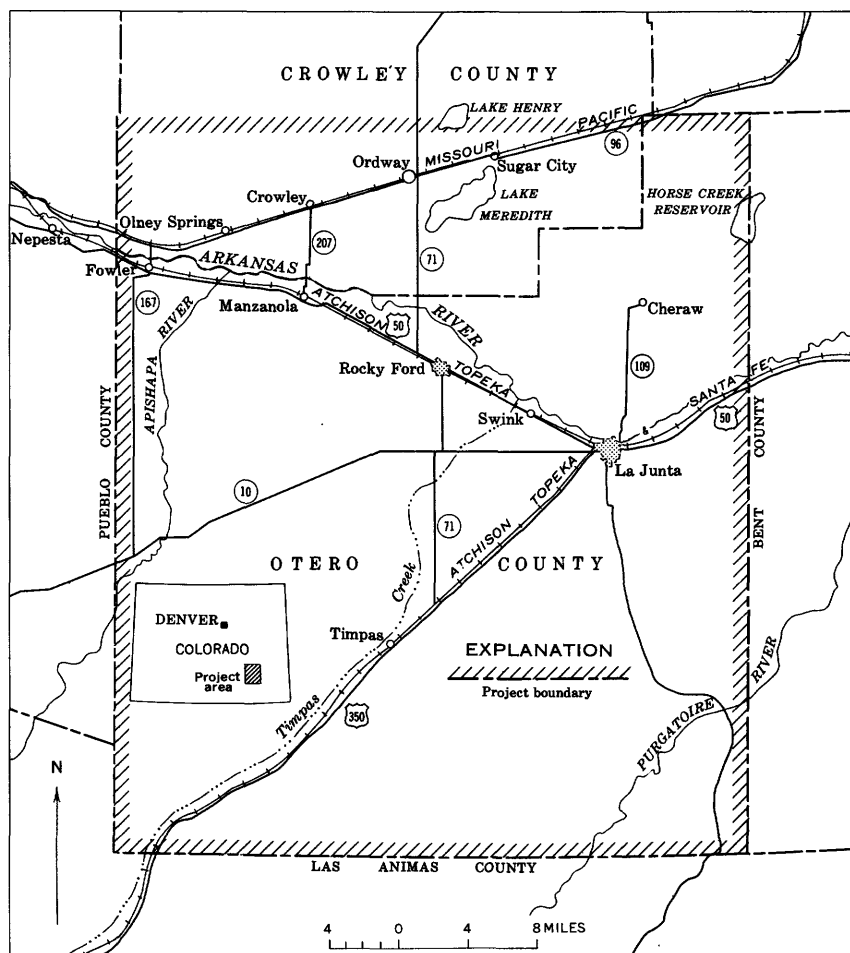 CROWLEY COUNTY
LAKE HENRY
MISSOURI PACIFIC
96
Ordway
Sugar City
Crowley
LAKE
MEREDITH
HORSE CREEK
RESERVOIR
Olney Springs
Nepesta
207
71
ARKANSAS RIVER
Fowler
167
Manzanola
Cheraw
ATCHISON TOPEKA & SANTA FE
50
APISHAPA RIVER
Rocky Ford
109
Swink
50
La Junta
PUEBLO COUNTY
BENT COUNTY
10
71
ATCHISON TOPEKA
OTERO COUNTY
Timpas Creek
DENVER
COLORADO
Project
area
Timpas
EXPLANATION
Project boundary
350
PURGATOIRE RIVER
N
LAS ANIMAS COUNTY
4 0 4 8 MILES